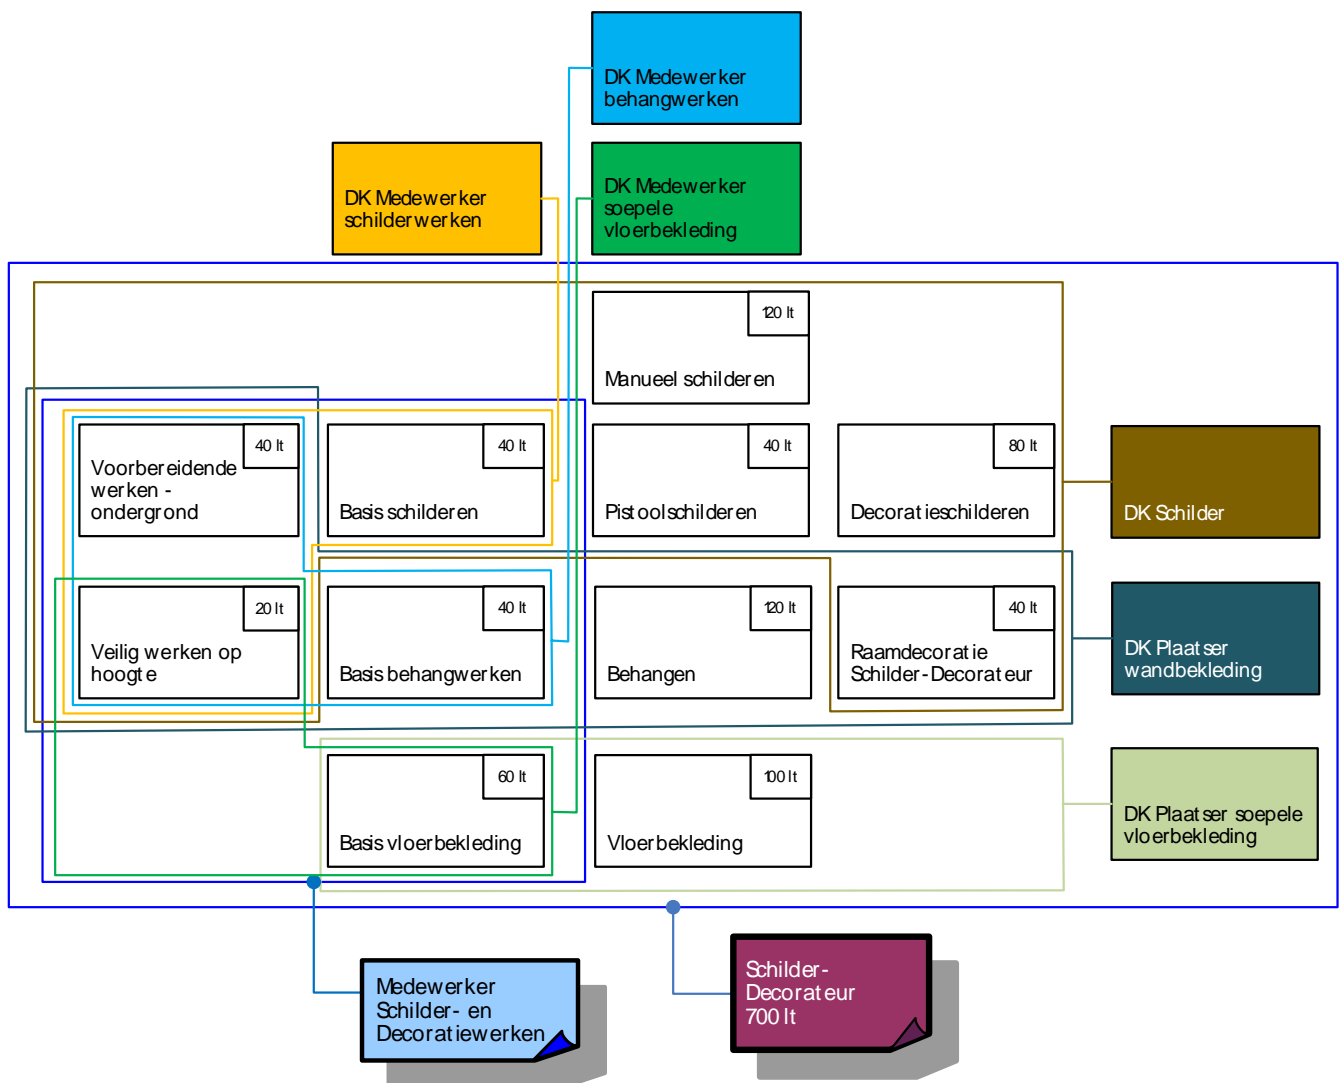 DK Medewerker
behangwerken
DK Medewerker
schilderwerken
DK Medewerker
soepele
vloerbekleding
120 lt
Manueel schilderen
40 lt
Voorbereidende
werken -
ondergrond
40 lt
Basis schilderen
40 lt
Pistoolschilderen
80 lt
Decoratieschilderen
DK Schilder
20 lt
Veilig werken op
hoogte
40 lt
Basis behangwerken
120 lt
Behangen
40 lt
Raamdecoratie
Schilder-Decorateur
DK Plaatser
wandbekleding
60 lt
Basis vloerbekleding
100 lt
Vloerbekleding
DK Plaatser soepele
vloerbekleding
Medewerker
Schilder- en
Decoratiewerken
Schilder-
Decorateur
700 lt